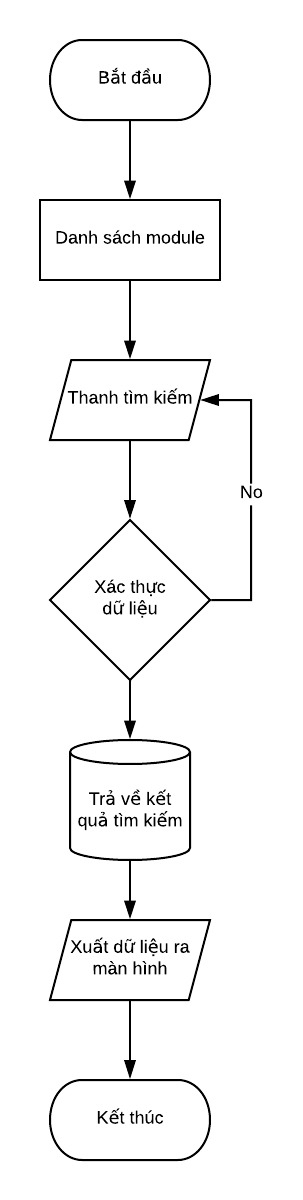 Bắt đầu
Danh sách module
Thanh tìm kiếm
No
Xác thực
dữ liệu
Trả về kết
quả tìm kiếm
Xuất dữ liệu ra
màn hình
Kết thúc